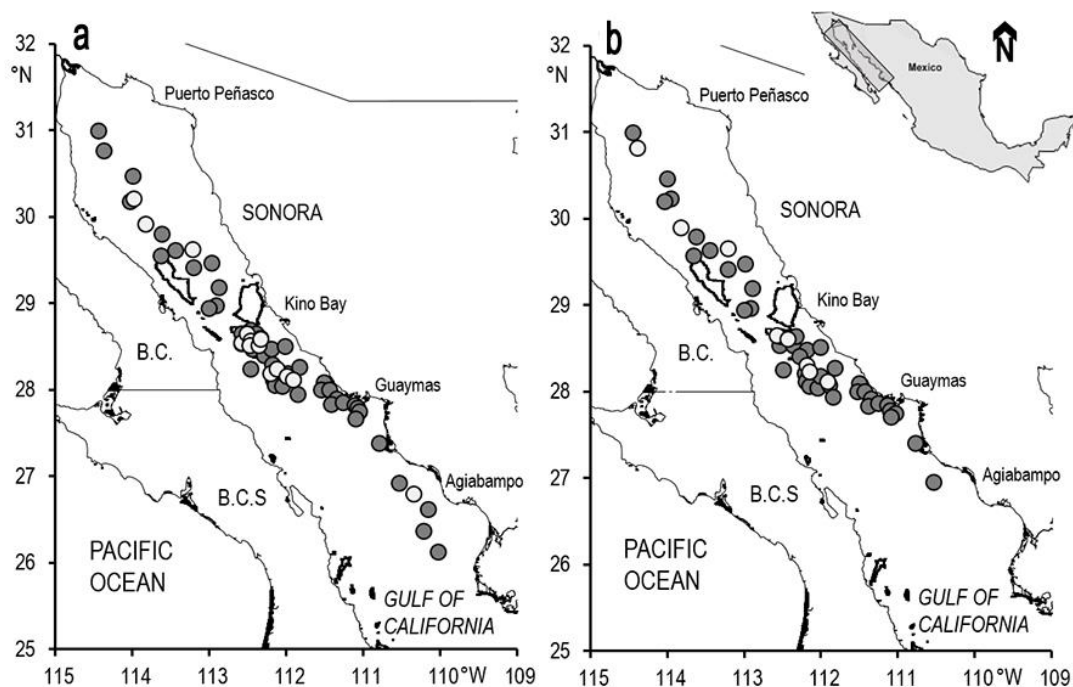 a
32
°N
31
30
29
28
27
26
25
115
114
113
112
111
110
109
Puerto Peñasco
SONORA
Kino Bay
B.C.
Guaymas
Agiabampo
B.C.S
PACIFIC
OCEAN
GULF OF
CALIFORNIA
b
N
Mexico
32
°N
31
30
29
28
27
26
25
115
114
113
112
111
110
°W
109
Puerto Peñasco
SONORA
Kino Bay
B.C.
Guaymas
Agiabampo
B.C.S
PACIFIC
OCEAN
GULF OF
CALIFORNIA